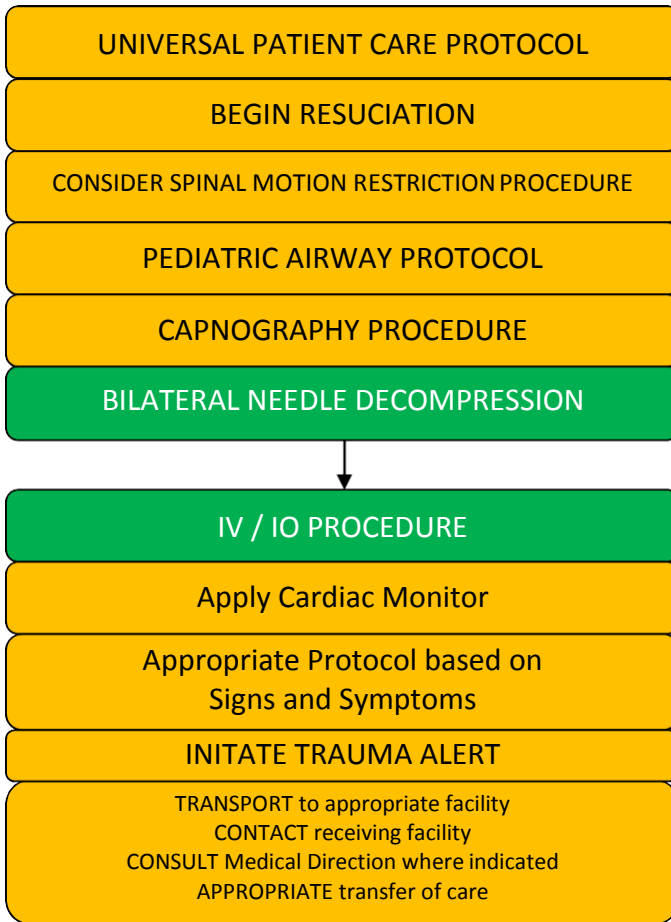 UNIVERSAL PATIENT CARE PROTOCOL
BEGIN RESUCIATION
CONSIDER SPINAL MOTION RESTRICTION PROCEDURE
PEDIATRIC AIRWAY PROTOCOL
CAPNOGRAPHY PROCEDURE
BILATERAL NEEDLE DECOMPRESSION
IV / IO PROCEDURE
Apply Cardiac Monitor
Appropriate Protocol based on
Signs and Symptoms
INITATE TRAUMA ALERT
TRANSPORT to appropriate facility
CONTACT receiving facility
CONSULT Medical Direction where indicated
APPROPRIATE transfer of care